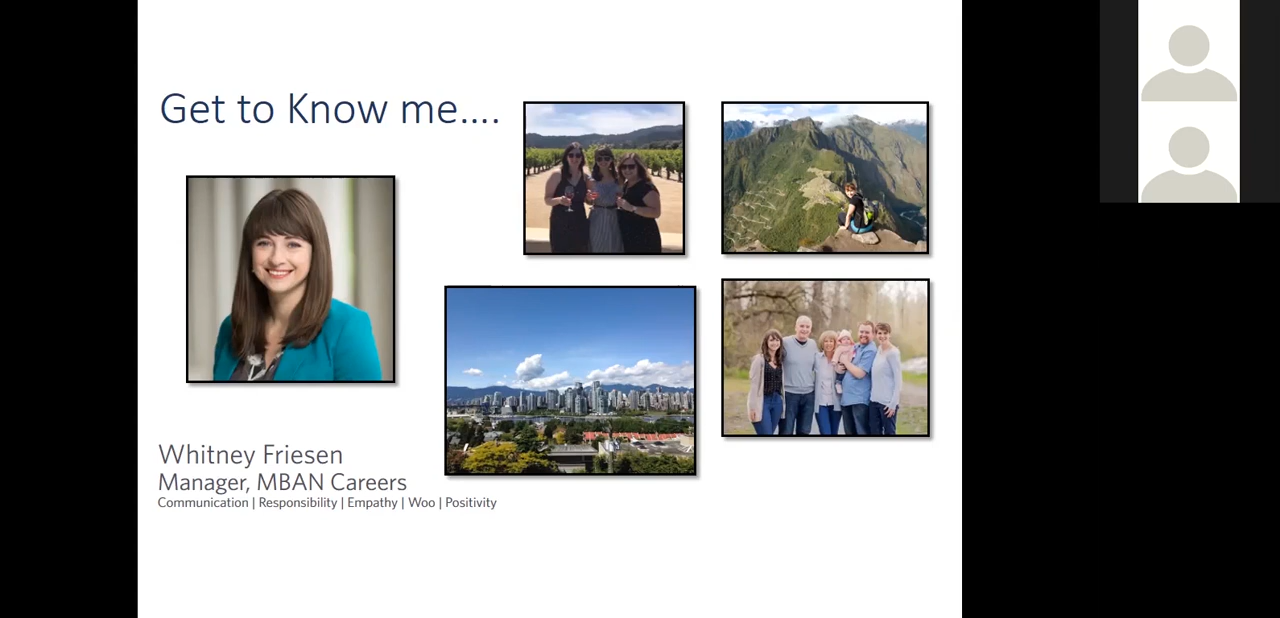 Get to Know me....
Whitney Friesen
Manager, MBAN Careers
Communication | Responsibility | Empathy | Woo | Positivity